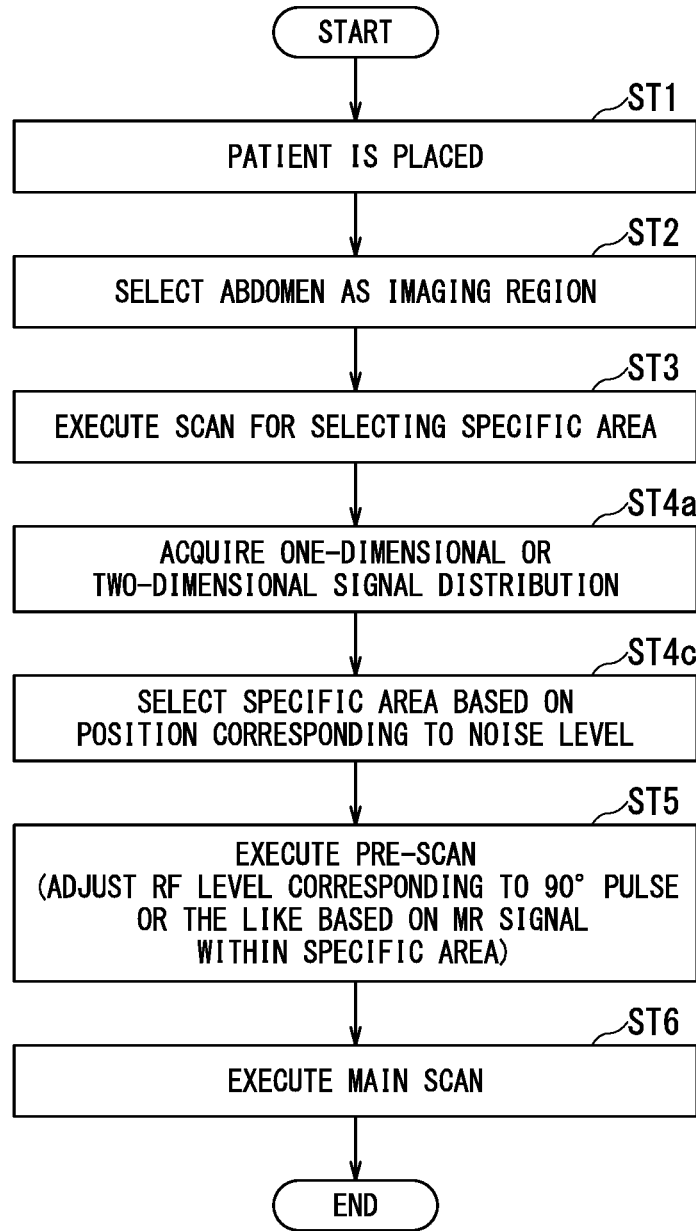 START
ST1
PATIENT IS PLACED
ST2
SELECT ABDOMEN AS IMAGING REGION
ST3
EXECUTE SCAN FOR SELECTING SPECIFIC AREA
ST4a
ACQUIRE ONE-DIMENSIONAL OR
TWO-DIMENSIONAL SIGNAL DISTRIBUTION
ST4c
SELECT SPECIFIC AREA BASED ON
POSITION CORRESPONDING TO NOISE LEVEL
ST5
EXECUTE PRE-SCAN
(ADJUST RF LEVEL CORRESPONDING TO 90° PULSE
OR THE LIKE BASED ON MR SIGNAL
WITHIN SPECIFIC AREA)
ST6
EXECUTE MAIN SCAN
END